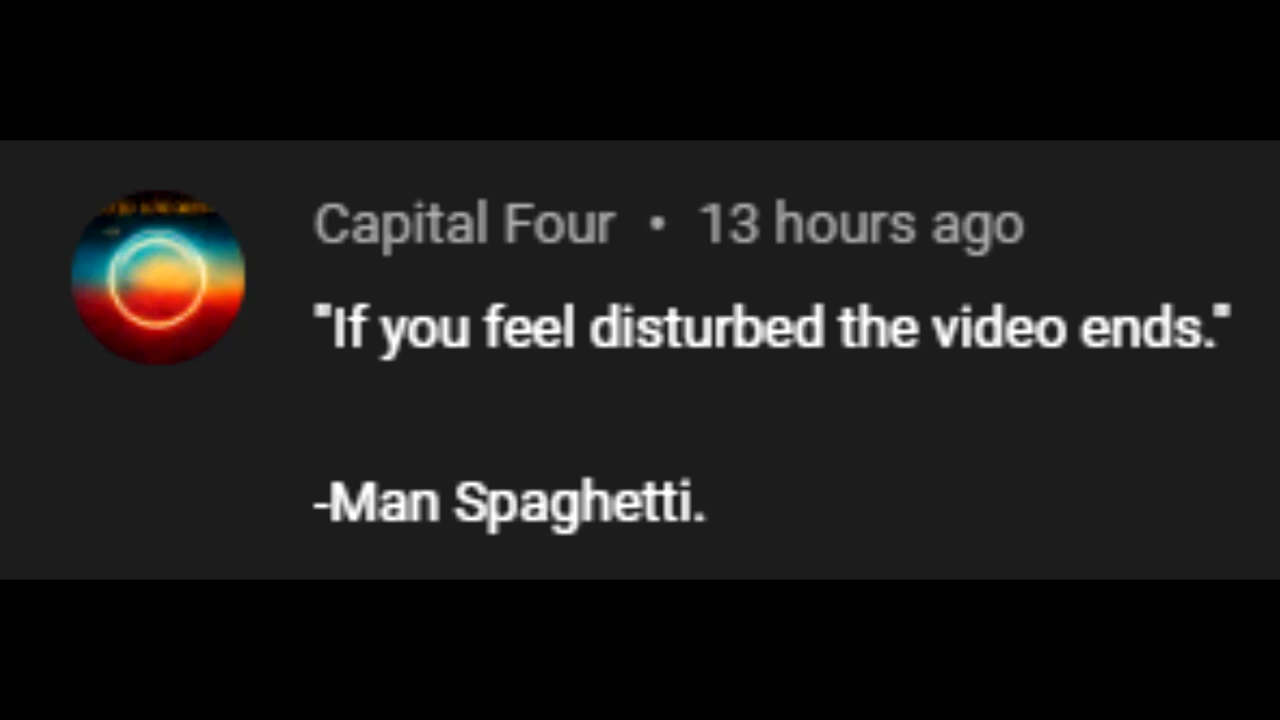 Capital Four • 13 hours ago
"If you feel disturbed the video ends."
-Man Spaghetti.